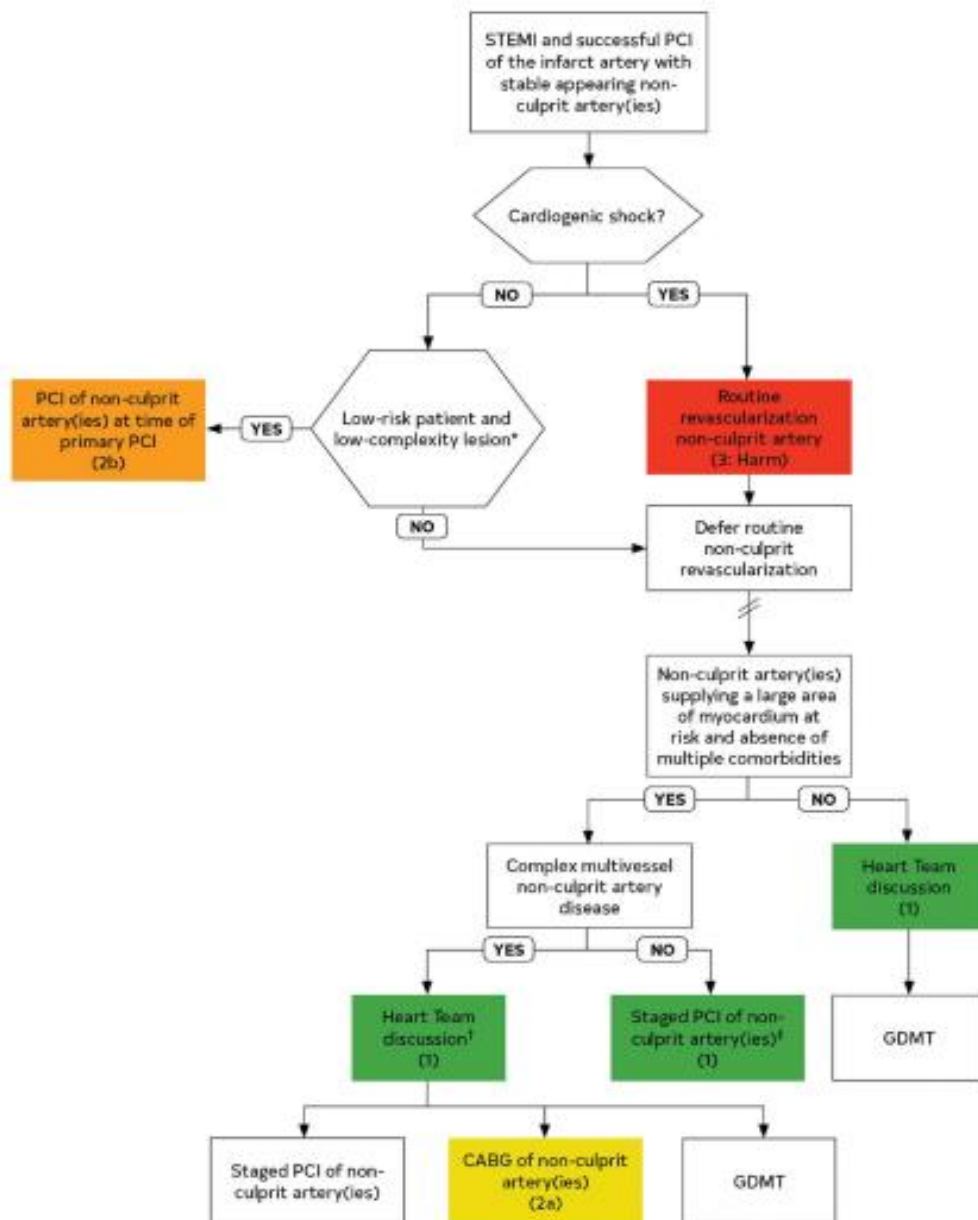 STEMI and successful PCI
of the infarct artery with
stable appearing non-
culprit artery(ies)
Cardiogenic shock?
NO
YES
PCI of non-culprit
artery(ies) at time of
primary PCI
(2b)
YES
Low-risk patient and
low-complexity lesion*
Routine
revascularization
non-culprit artery
(3: Harm)
NO
Defer routine
non-culprit
revascularization
Non-culprit artery(ies)
supplying a large area
of myocardium at
risk and absence of
multiple comorbidities
YES
NO
Complex multivessel
non-culprit artery
disease
Heart Team
discussion
(1)
YES
NO
Heart Team
discussion†
(1)
Staged PCI of non-
culprit artery(ies)‡
(1)
GDMT
Staged PCI of non-
culprit artery(ies)
CABG of non-culprit
artery(ies)
(2a)
GDMT